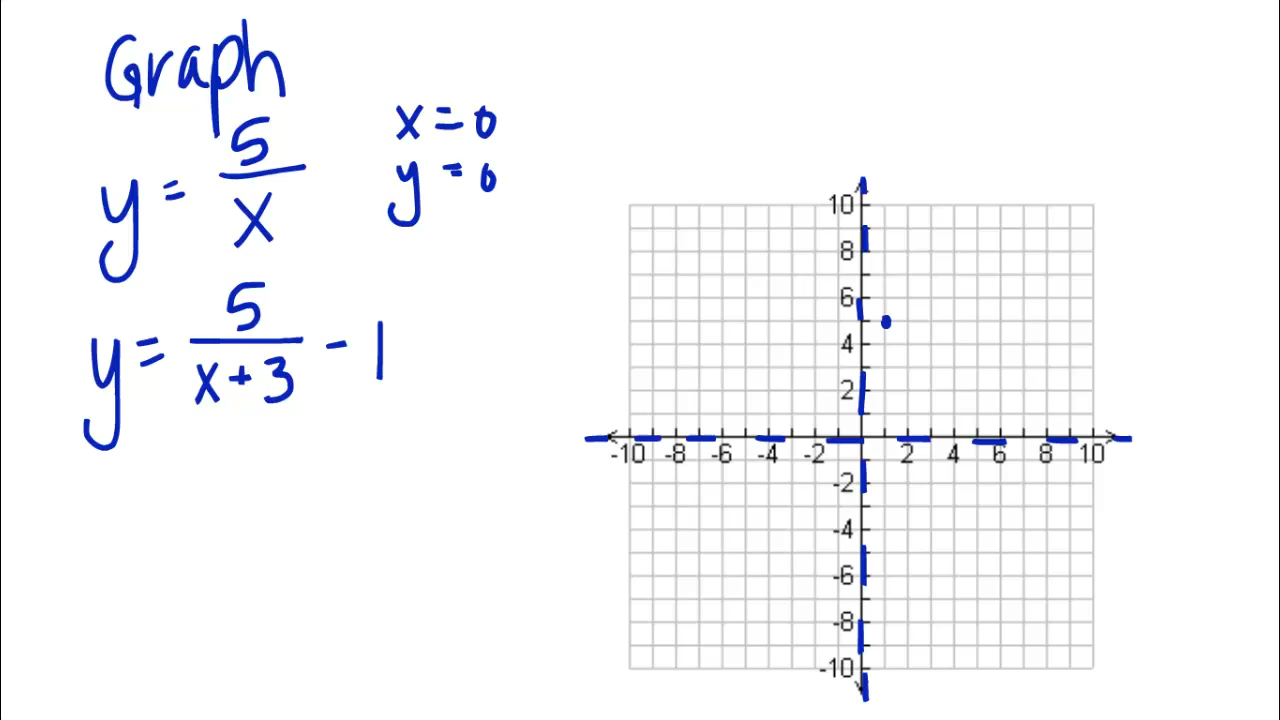 Graph
y = 5/x
x = 0
y = 0
y = 5/(x+3) - 1
10
8
6
4
2
-10 -8 -6 -4 -2 2 4 6 8 10
-2
-4
-6
-8
-10